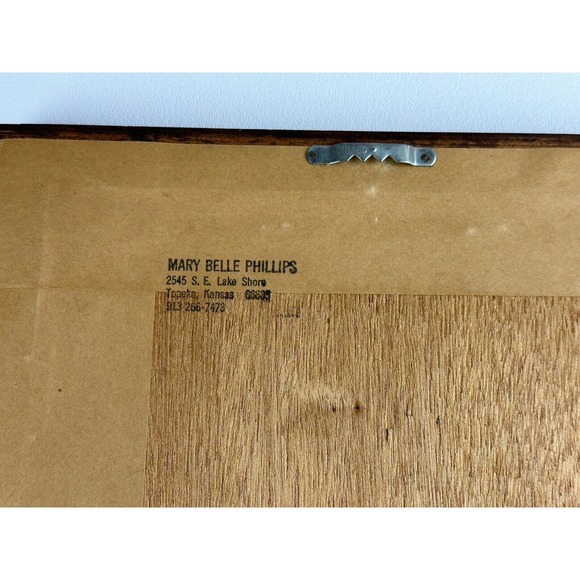 MARY BELLE PHILLIPS
2545 S. E. Lake Shore
Topeka, Kansas
913-266-7473